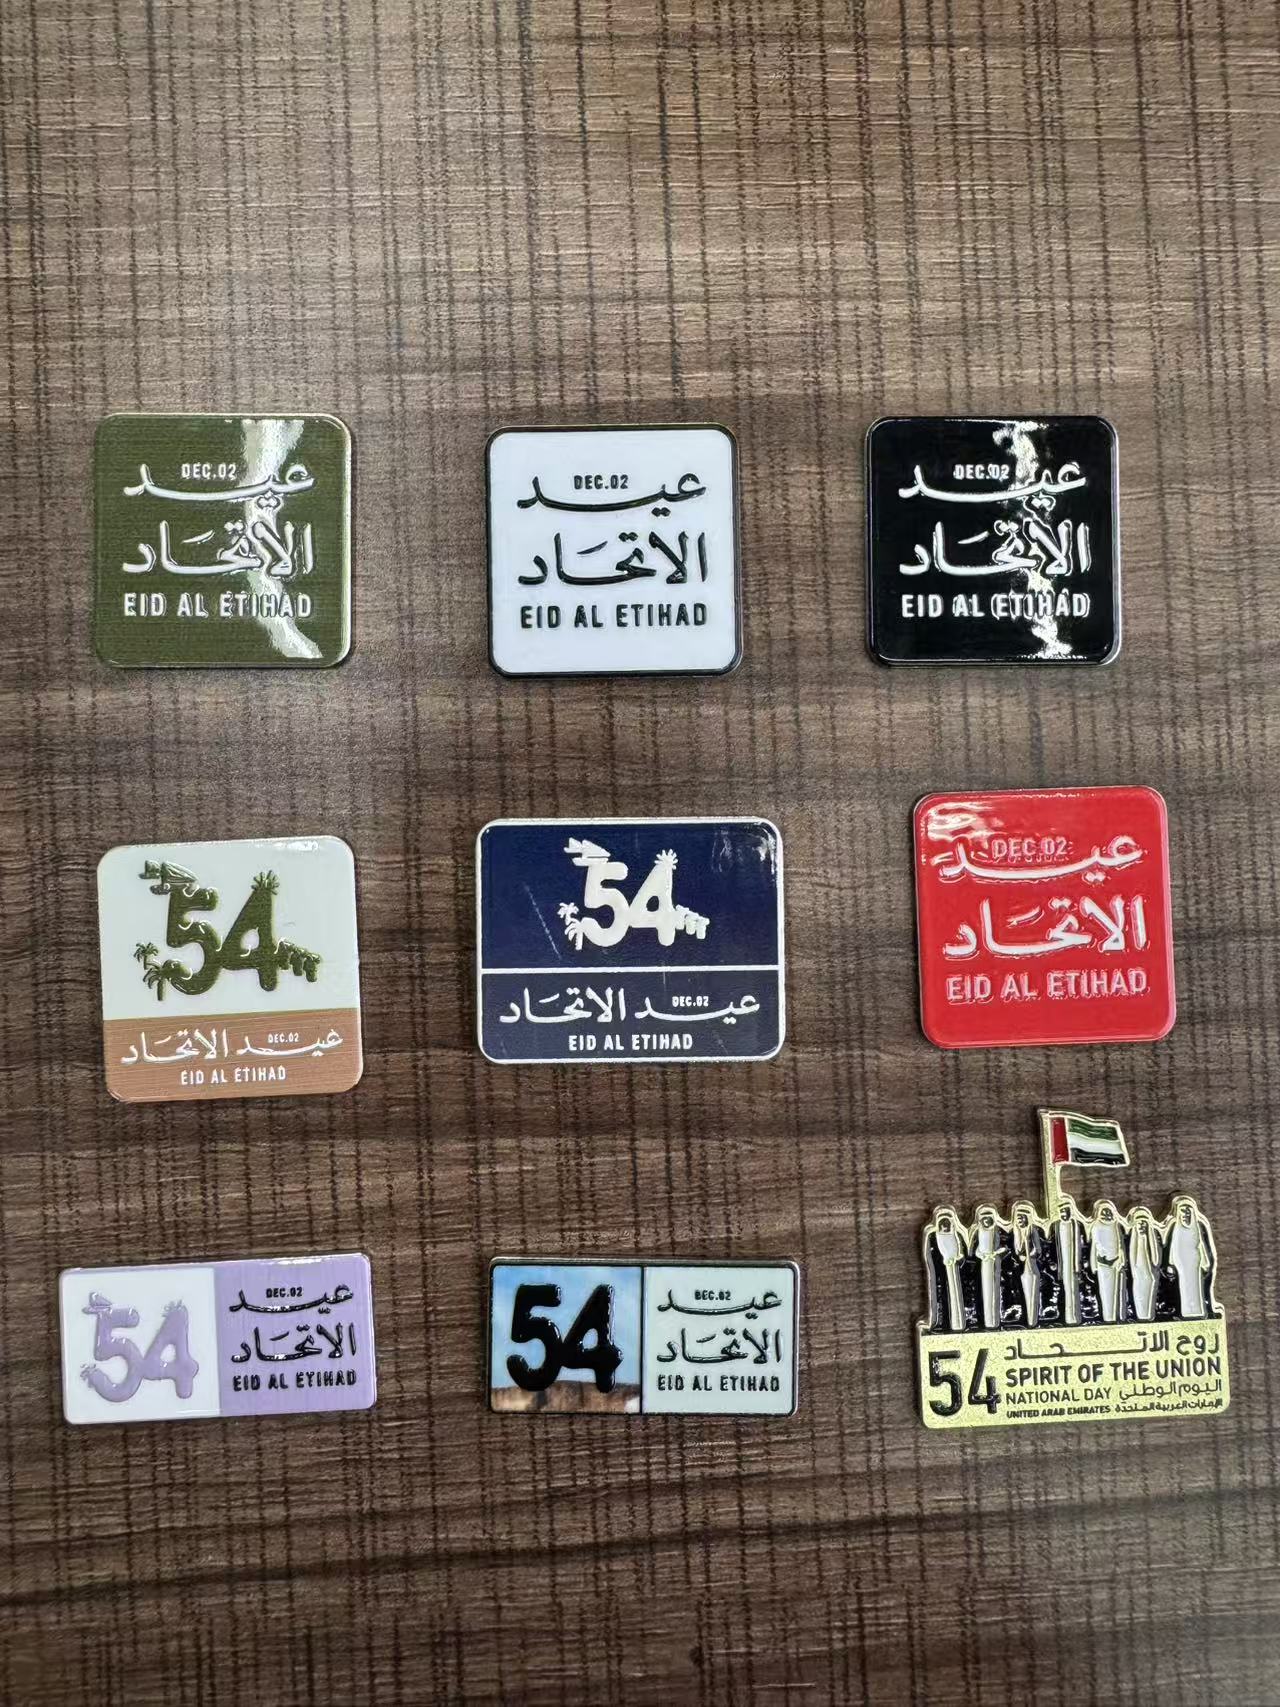 DEC.02
عيد
الاتحاد
EID AL ETIHAD
DEC.02
عيد
الاتحاد
EID AL ETIHAD
DEC.02
عيد
الاتحاد
EID AL ETIHAD
54
عيد الاتحاد DEC.02
EID AL ETIHAD
54
عيد الاتحاد DEC.02
EID AL ETIHAD
DEC.02
عيد
الاتحاد
EID AL ETIHAD
54
DEC.02
عيد
الاتحاد
EID AL ETIHAD
54
DEC.02
عيد
الاتحاد
EID AL ETIHAD
54
روح الاتحاد
SPIRIT OF THE UNION
NATIONAL DAY اليوم الوطني
UNITED ARAB EMIRATES الإمارات العربية المتحدة